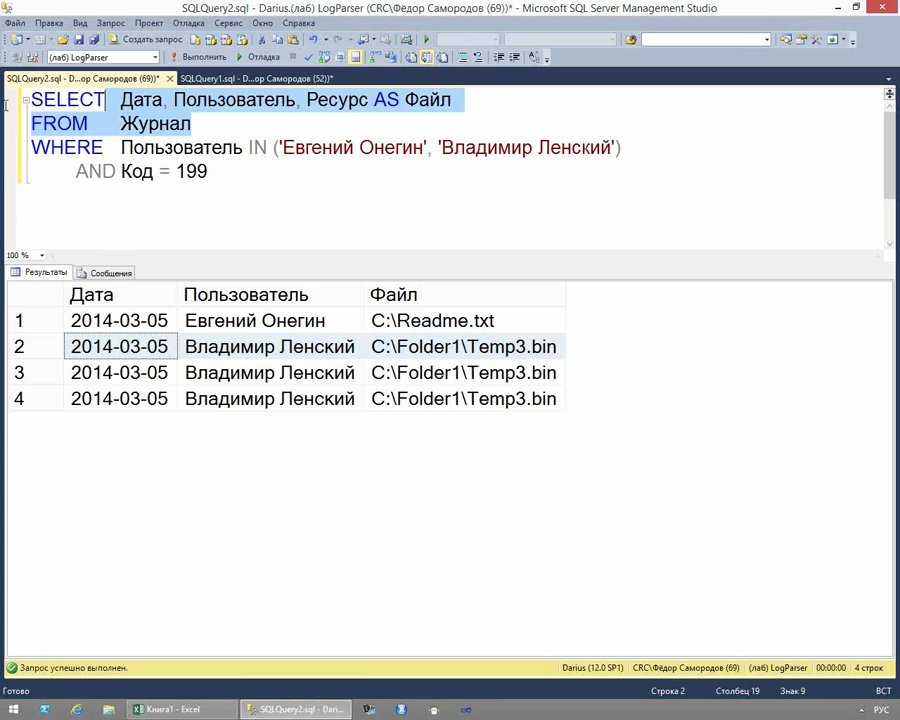 SQLQuery2.sql - Darius.(лаб) LogParser (CRC\Фёдор Самородов (69))* - Microsoft SQL Server Management Studio
Файл Правка Вид Запрос Проект Отладка Сервис Окно Справка
Создать запрос
(лаб) LogParser Выполнить Отладка
SQLQuery2.sql - D...ор Самородов (69))* SQLQuery1.sql - D...ор Самородов (52))*
SELECT Дата, Пользователь, Ресурс AS Файл
FROM Журнал
WHERE Пользователь IN ('Евгений Онегин', 'Владимир Ленский')
AND Код = 199
100 %
Результаты Сообщения
Дата Пользователь Файл
1 2014-03-05 Евгений Онегин C:\Readme.txt
2 2014-03-05 Владимир Ленский C:\Folder1\Temp3.bin
3 2014-03-05 Владимир Ленский C:\Folder1\Temp3.bin
4 2014-03-05 Владимир Ленский C:\Folder1\Temp3.bin
Запрос успешно выполнен. Darius (12.0 SP1) CRC\Фёдор Самородов (69) (лаб) LogParser 00:00:00 4 строк
Готово Строка 2 Столбец 19 Знак 9 ВСТ
Книга1 - Excel SQLQuery2.sql - Dari... РУС